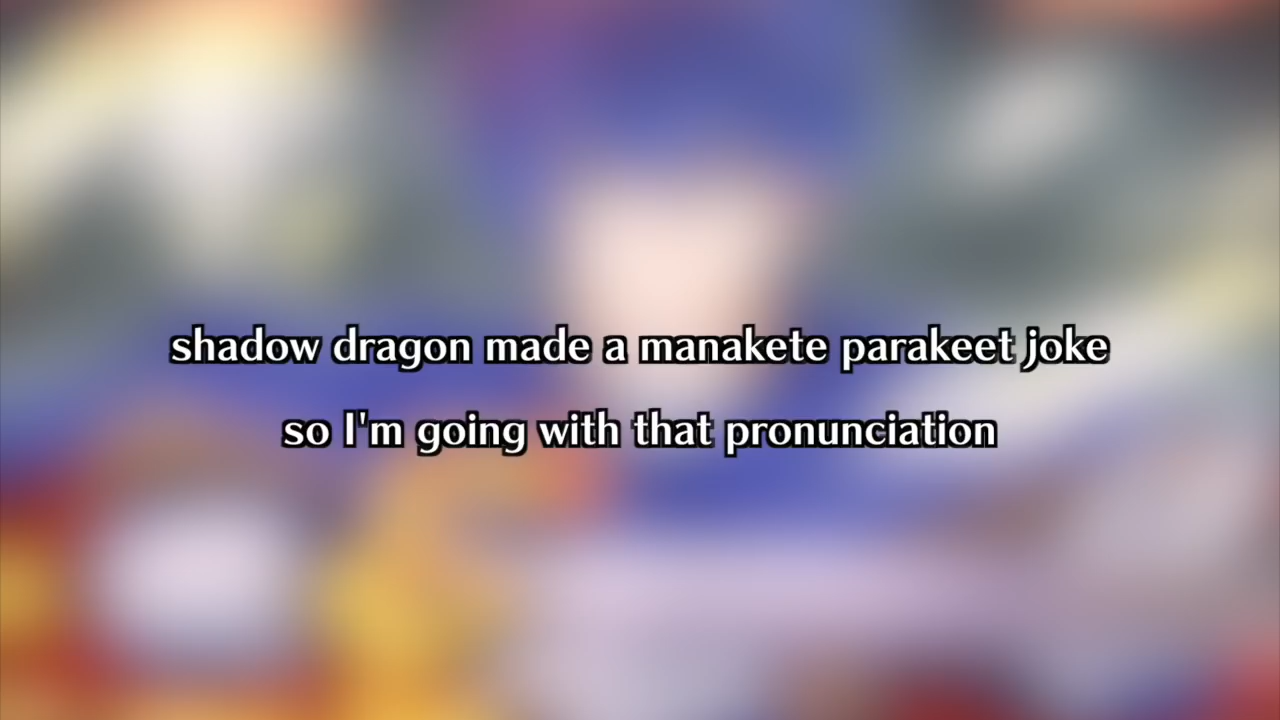 shadow dragon made a manakete parakeet joke
so I'm going with that pronunciation